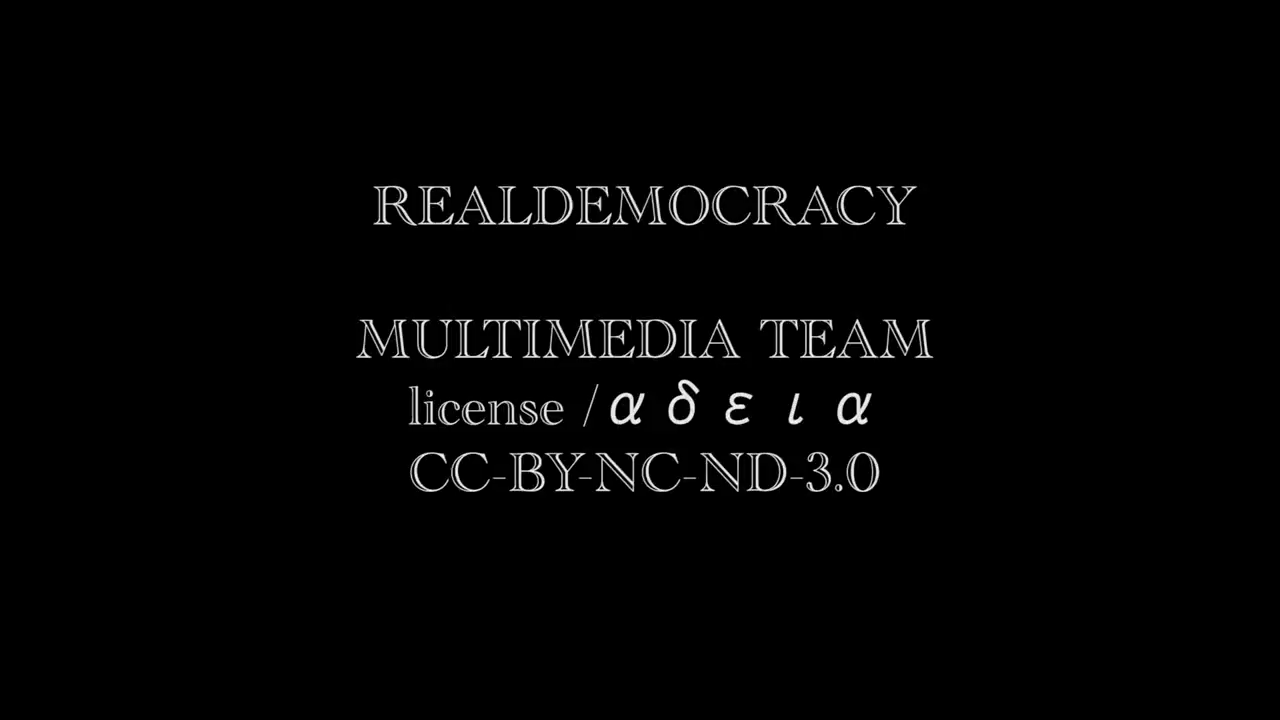 REALDEMOCRACY
MULTIMEDIA TEAM
license /α δ ε ι α
CC-BY-NC-ND-3.0